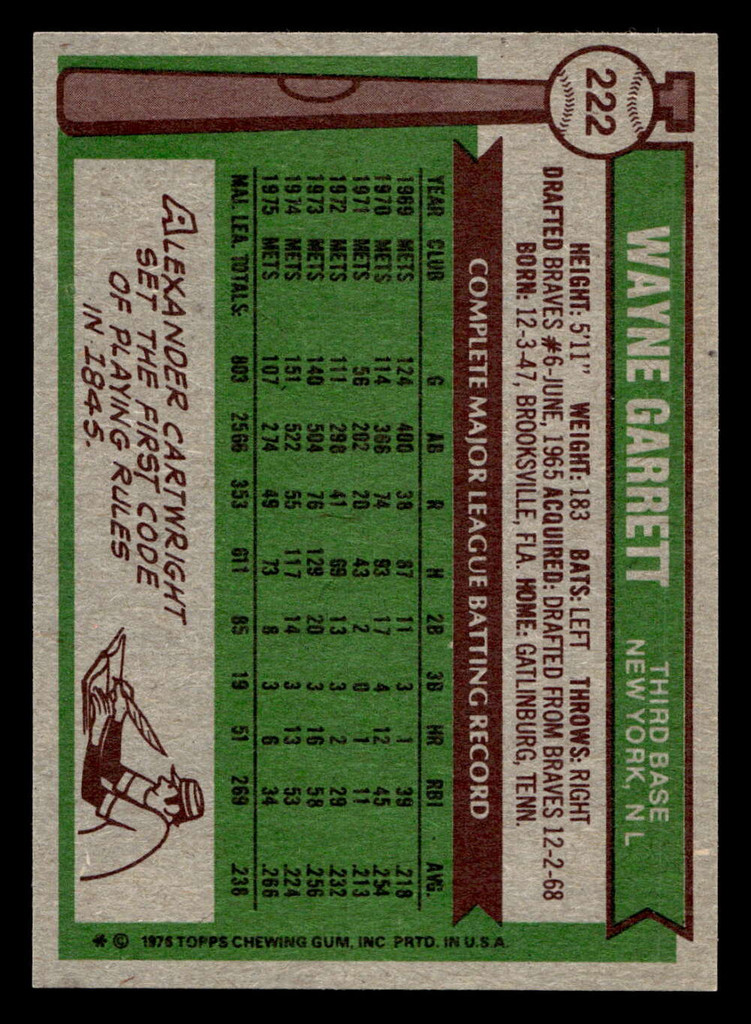 222
WAYNE GARRETT
THIRD BASE
NEW YORK, N L
HEIGHT: 5'11" WEIGHT: 183 BATS: LEFT THROWS: RIGHT
DRAFTED BRAVES #6-JUNE, 1965 ACQUIRED: DRAFTED FROM BRAVES 12-2-68
BORN: 12-3-47, BROOKSVILLE, FLA. HOME: GATLINBURG, TENN.
COMPLETE MAJOR LEAGUE BATTING RECORD
YEAR CLUB G AB R H 2B 3B HR RBI AVG.
1969 METS 124 400 38 87 11 3 1 39 .218
1970 METS 114 366 74 93 17 4 12 45 .254
1971 METS 56 202 20 43 2 0 1 11 .213
1972 METS 111 298 41 69 13 3 2 29 .232
1973 METS 140 504 76 129 20 3 16 58 .256
1974 METS 151 522 55 117 14 3 13 53 .224
1975 METS 107 274 49 73 8 3 6 34 .266
MAJ. LEA. TOTALS: 803 2566 353 611 85 19 51 269 .238
ALEXANDER CARTWRIGHT
SET THE FIRST CODE
OF PLAYING RULES
IN 1845.
* © 1976 TOPPS CHEWING GUM, INC PRTD. IN U.S.A.